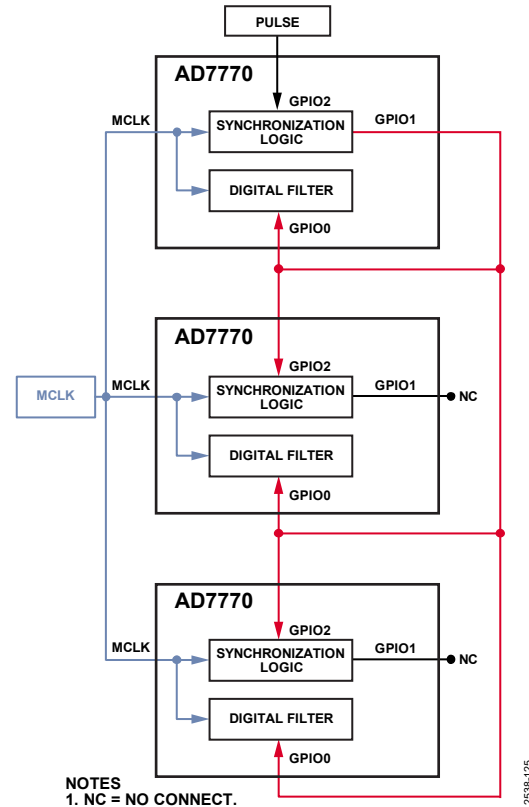 PULSE
AD7770
GPIO2
MCLK
SYNCHRONIZATION
LOGIC
GPIO1
DIGITAL FILTER
GPIO0
AD7770
GPIO2
MCLK
MCLK
SYNCHRONIZATION
LOGIC
GPIO1
NC
DIGITAL FILTER
GPIO0
AD7770
GPIO2
MCLK
SYNCHRONIZATION
LOGIC
GPIO1
NC
DIGITAL FILTER
GPIO0
NOTES
1. NC = NO CONNECT.